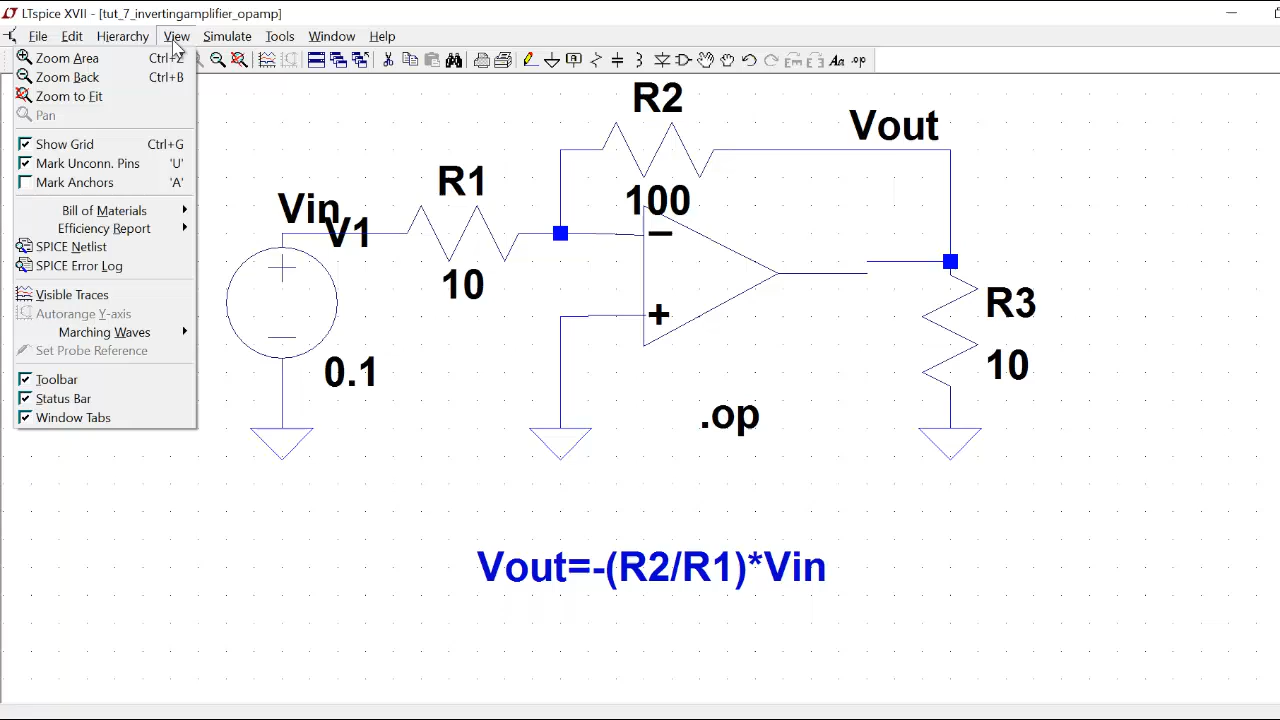 LTspice XVII - [tut_7_invertingamplifier_opamp]
File Edit Hierarchy View Simulate Tools Window Help
Zoom Area Ctrl+Z
Zoom Back Ctrl+B
Zoom to Fit
Pan
Show Grid Ctrl+G
Mark Unconn. Pins 'U'
Mark Anchors 'A'
Bill of Materials
Efficiency Report
SPICE Netlist
SPICE Error Log
Visible Traces
Autorange Y-axis
Marching Waves
Set Probe Reference
Toolbar
Status Bar
Window Tabs
Aa .op
R2
100
Vout
R1
10
Vin
V1
0.1
R3
10
.op
Vout=-(R2/R1)*Vin